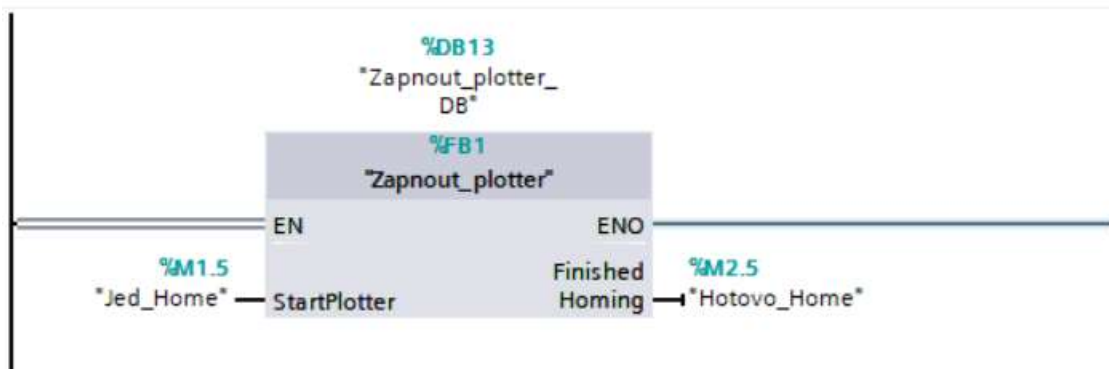 %DB13
"Zapnout_plotter_
DB"
%FB1
"Zapnout_plotter"
EN ENO
%M1.5 Finished %M2.5
"Jed_Home" StartPlotter Homing "Hotovo_Home"